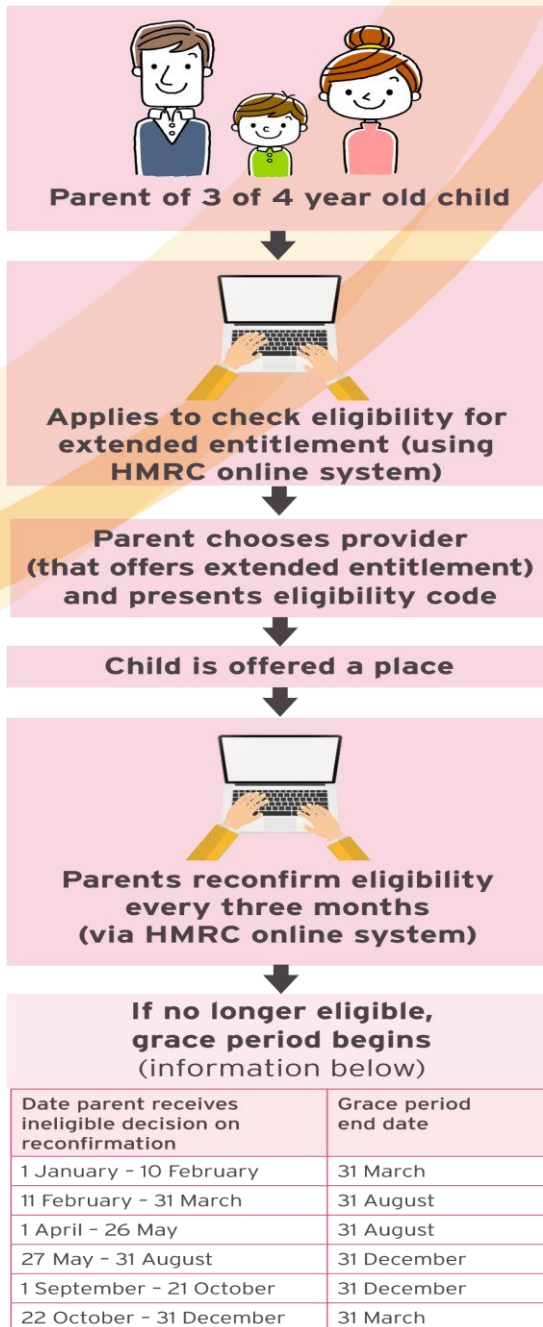 Parent of 3 of 4 year old child
Applies to check eligibility for
extended entitlement (using
HMRC online system)
Parent chooses provider
(that offers extended entitlement)
and presents eligibility code
Child is offered a place
Parents reconfirm eligibility
every three months
(via HMRC online system)
If no longer eligible,
grace period begins
(information below)
Date parent receives
ineligible decision on
reconfirmation
Grace period
end date
1 January – 10 February
31 March
11 February – 31 March
31 August
1 April – 26 May
31 August
27 May – 31 August
31 December
1 September – 21 October
31 December
22 October – 31 December
31 March